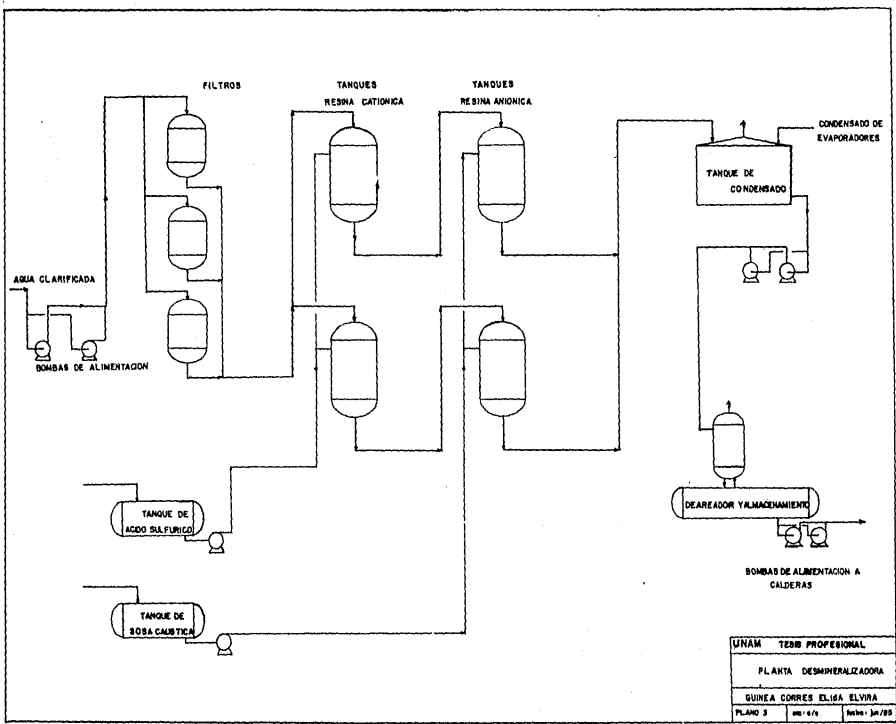 FILTROS
TANQUES
RESINA CATIONICA
TANQUES
RESINA ANIONICA
CONDENSADO DE
EVAPORADORES
TANQUE DE
CONDENSADO
AGUA CLARIFICADA
BOMBAS DE ALIMENTACION
TANQUE DE
ACIDO SULFURICO
DEAREADOR Y ALMACENAMIENTO
BOMBAS DE ALIMENTACION A
CALDERAS
TANQUE DE
SOSA CAUSTICA
UNAM TESIS PROFESIONAL
PLANTA DESMINERALIZADORA
GUINEA CORRES ELISA ELVIRA
PLANO 3